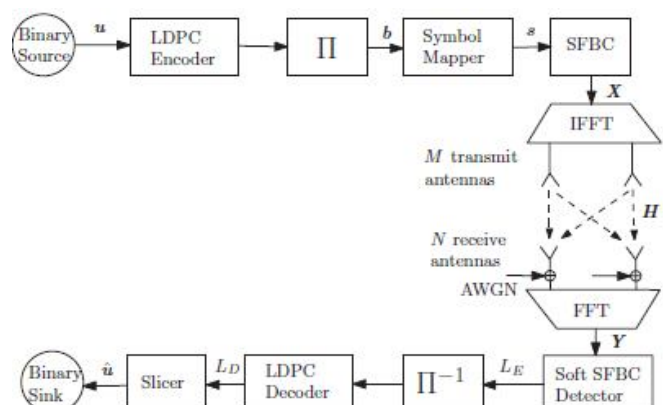 Binary
Source
u
LDPC
Encoder
Π
b
Symbol
Mapper
s
SFBC
X
IFFT
M transmit
antennas
H
N receive
antennas
AWGN
FFT
Y
Binary
Sink
û
Slicer
L_D
LDPC
Decoder
Π⁻¹
L_E
Soft SFBC
Detector